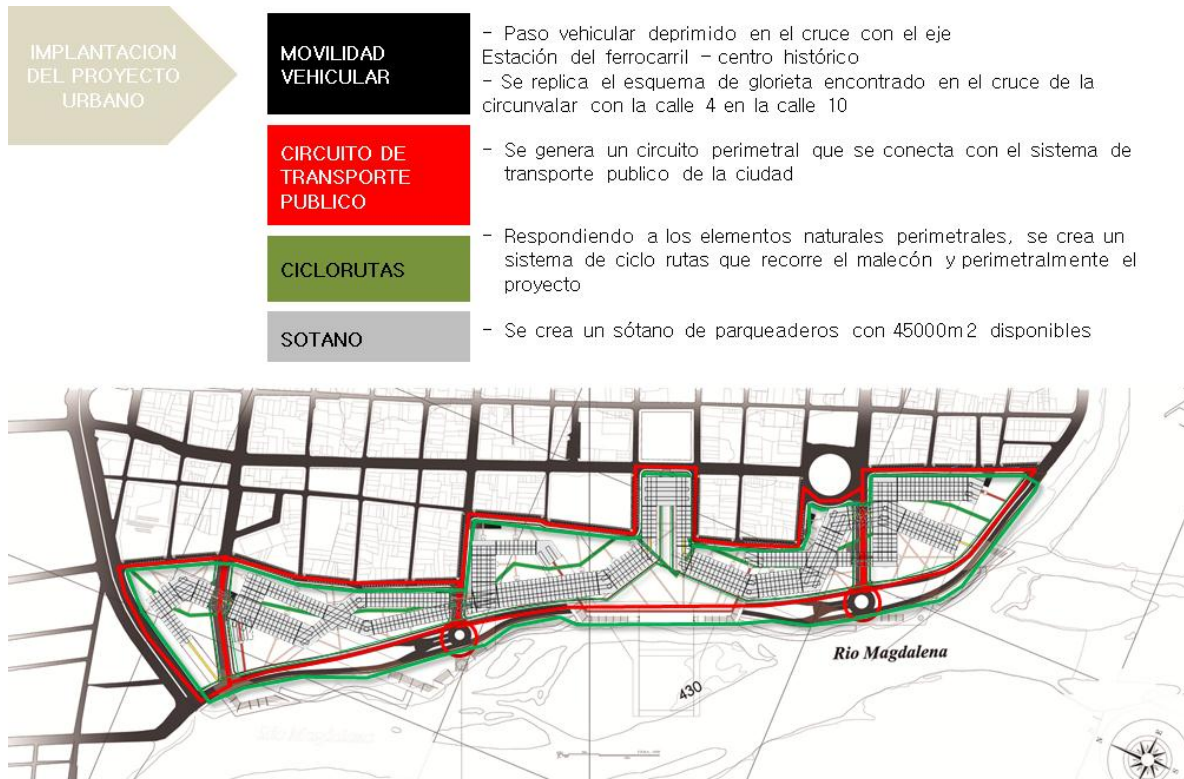 IMPLANTACION
DEL PROYECTO
URBANO
MOVILIDAD
VEHICULAR
- Paso vehicular deprimido en el cruce con el eje
Estación del ferrocarril - centro histórico
- Se replica el esquema de glorieta encontrado en el cruce de la
circunvalar con la calle 4 en la calle 10
CIRCUITO DE
TRANSPORTE
PUBLICO
- Se genera un circuito perimetral que se conecta con el sistema de
transporte publico de la ciudad
CICLORUTAS
- Respondiendo a los elementos naturales perimetrales, se crea un
sistema de ciclo rutas que recorre el malecón y perimetralmente el
proyecto
SOTANO
- Se crea un sótano de parqueaderos con 45000m2 disponibles
Rio Magdalena
430
Rio Magdalena
N